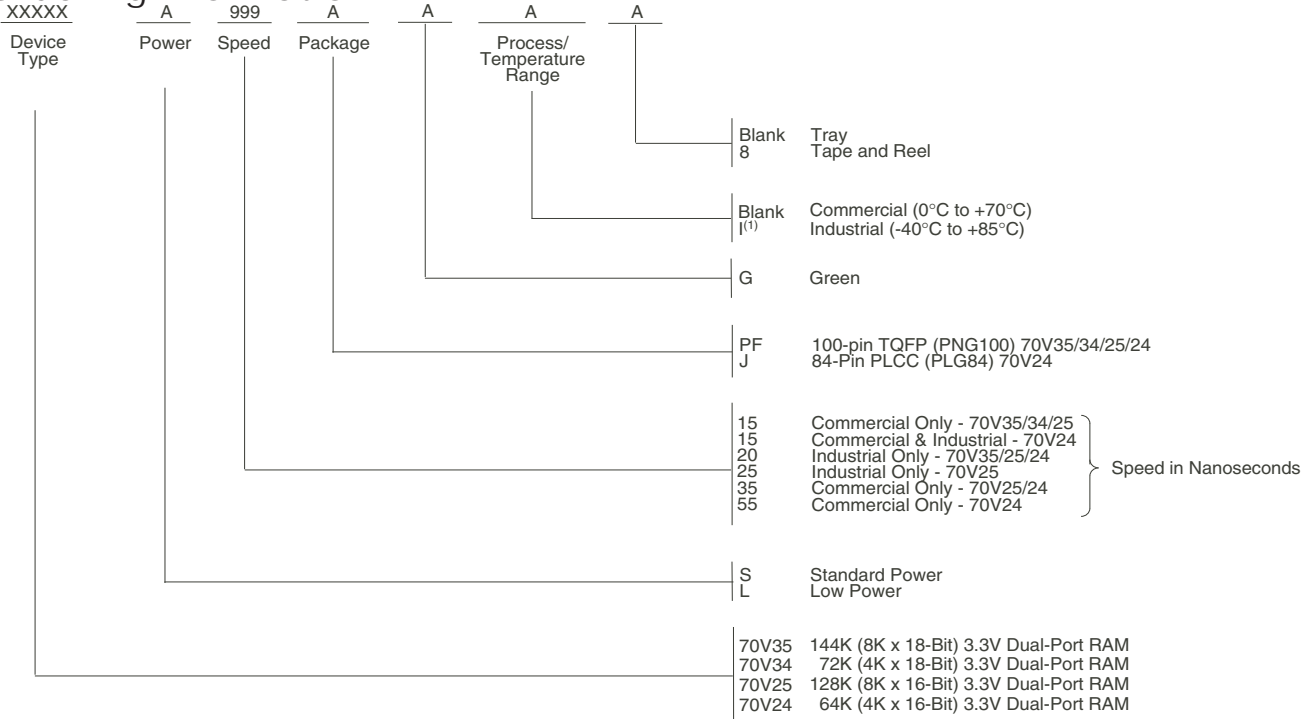 XXXXX A 999 A A A A
Device Type
Power
Speed
Package
Process/
Temperature
Range
Blank Tray
8 Tape and Reel
Blank Commercial (0°C to +70°C)
I(1) Industrial (-40°C to +85°C)
G Green
PF 100-pin TQFP (PNG100) 70V35/34/25/24
J 84-Pin PLCC (PLG84) 70V24
15 Commercial Only - 70V35/34/25
15 Commercial & Industrial - 70V24
20 Industrial Only - 70V35/25/24
25 Industrial Only - 70V25
35 Commercial Only - 70V25/24
55 Commercial Only - 70V24
Speed in Nanoseconds
S Standard Power
L Low Power
70V35 144K (8K x 18-Bit) 3.3V Dual-Port RAM
70V34 72K (4K x 18-Bit) 3.3V Dual-Port RAM
70V25 128K (8K x 16-Bit) 3.3V Dual-Port RAM
70V24 64K (4K x 16-Bit) 3.3V Dual-Port RAM